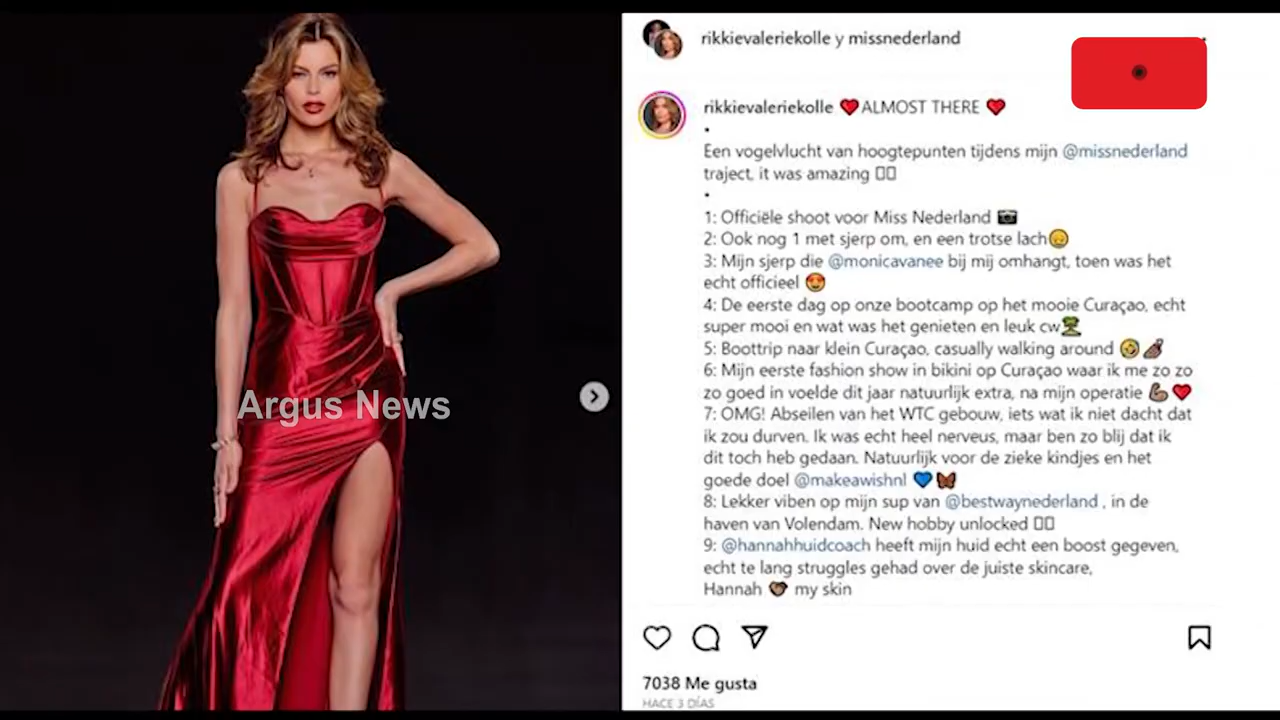 rikkievaleriekolle y missnederland
rikkievaleriekolle ❤️ALMOST THERE ❤️
•
Een vogelvlucht van hoogtepunten tijdens mijn @missnederland
traject, it was amazing
•
1: Officiële shoot voor Miss Nederland 📷
2: Ook nog 1 met sjerp om, en een trotse lach🥹
3: Mijn sjerp die @monicavanee bij mij omhangt, toen was het
echt officieel 😍
4: De eerste dag op onze bootcamp op het mooie Curaçao, echt
super mooi en wat was het genieten en leuk cw🌴
5: Boottrip naar klein Curaçao, casually walking around 🤣💅🏽
6: Mijn eerste fashion show in bikini op Curaçao waar ik me zo zo
zo goed in voelde dit jaar natuurlijk extra, na mijn operatie 💪🏽❤️
7: OMG! Abseilen van het WTC gebouw, iets wat ik niet dacht dat
ik zou durven. Ik was echt heel nerveus, maar ben zo blij dat ik
dit toch heb gedaan. Natuurlijk voor de zieke kindjes en het
goede doel @makeawishnl 💙🦋
8: Lekker viben op mijn sup van @bestwaynederland , in de
haven van Volendam. New hobby unlocked
9: @hannahhuidcoach heeft mijn huid echt een boost gegeven,
echt te lang struggles gehad over de juiste skincare,
Hannah 🫶🏽 my skin
Argus News
7038 Me gusta
HACE 3 DÍAS